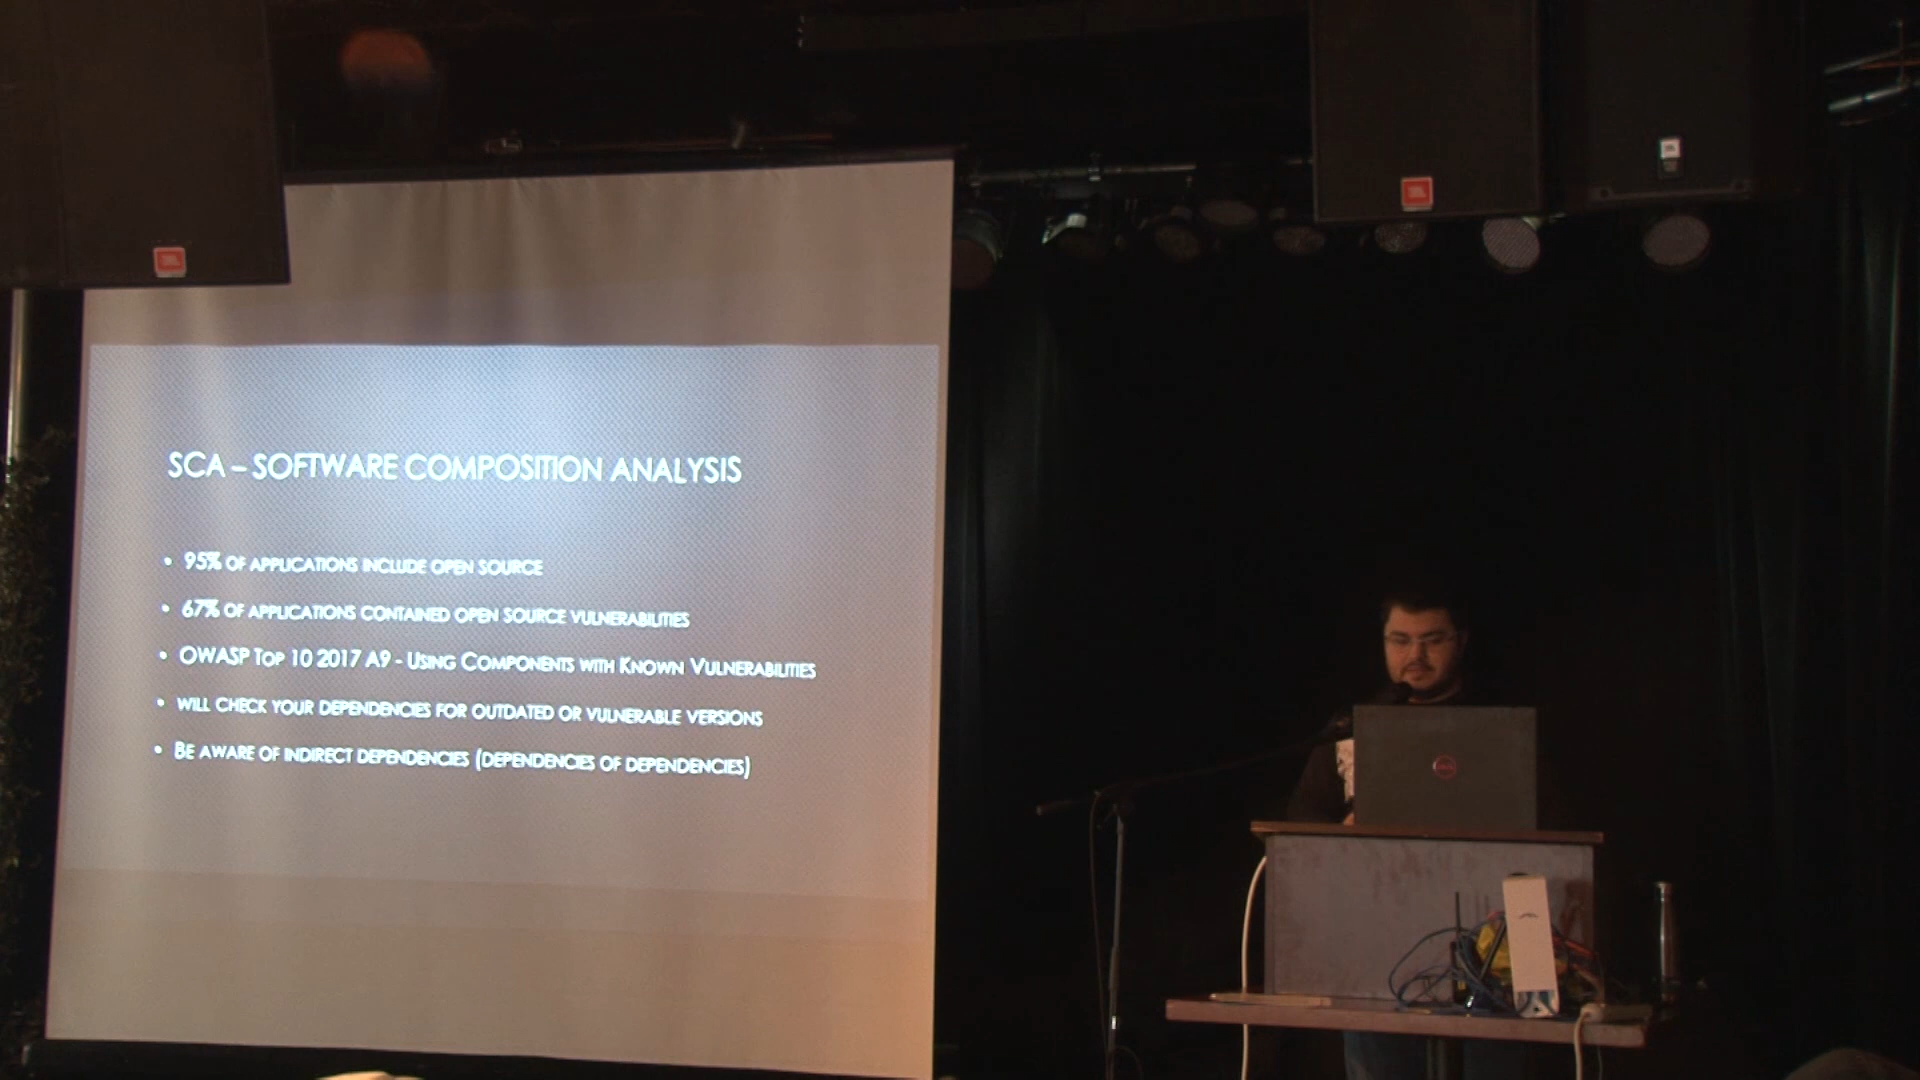 SCA – SOFTWARE COMPOSITION ANALYSIS
• 95% OF APPLICATIONS INCLUDE OPEN SOURCE
• 67% OF APPLICATIONS CONTAINED OPEN SOURCE VULNERABILITIES
• OWASP TOP 10 2017 A9 - USING COMPONENTS WITH KNOWN VULNERABILITIES
• WILL CHECK YOUR DEPENDENCIES FOR OUTDATED OR VULNERABLE VERSIONS
• BE AWARE OF INDIRECT DEPENDENCIES (DEPENDENCIES OF DEPENDENCIES)